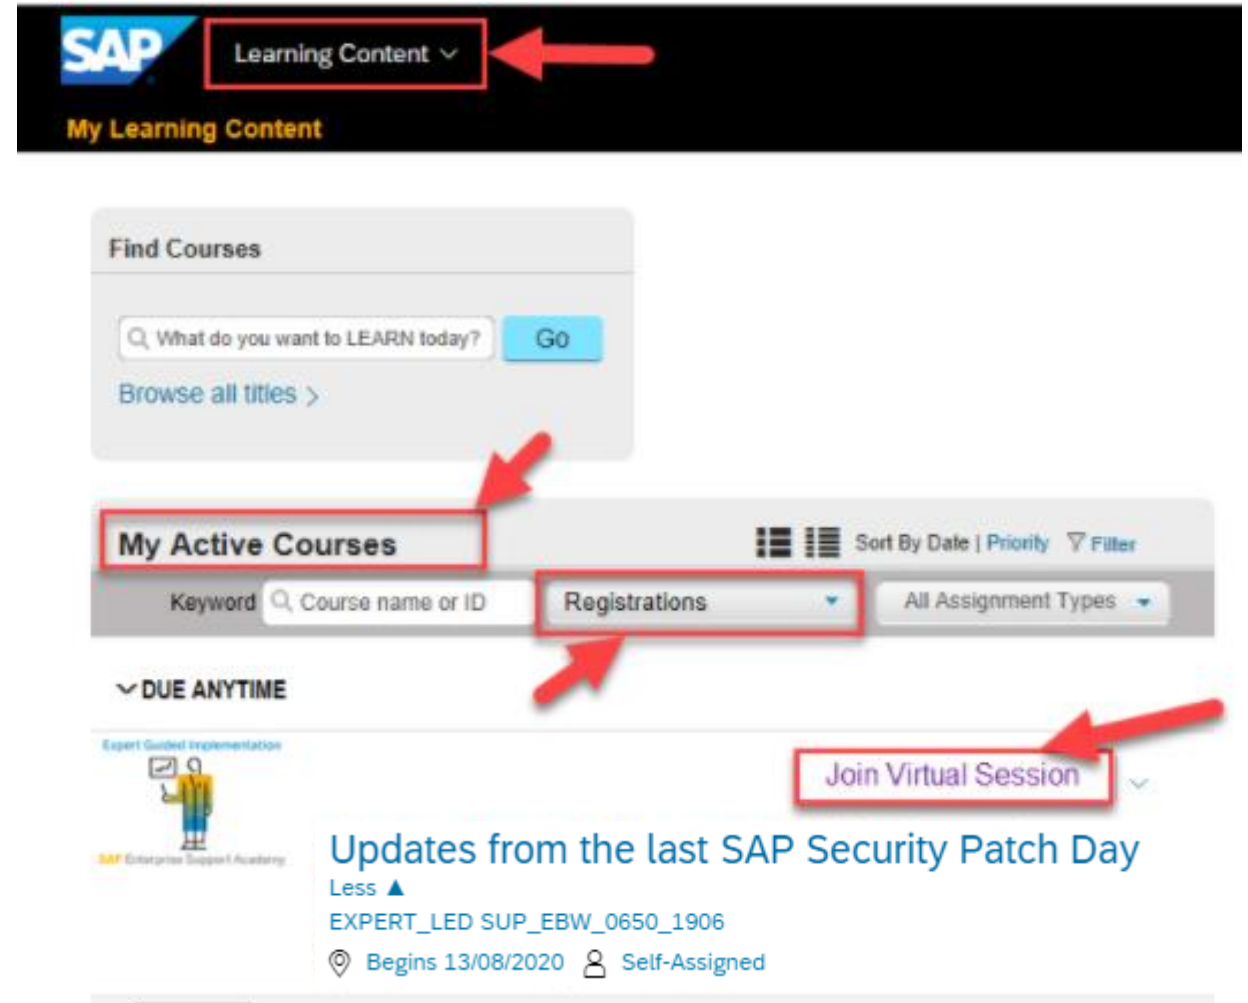 SAP
Learning Content
My Learning Content
Find Courses
What do you want to LEARN today?
Go
Browse all titles >
My Active Courses
Sort By Date | Priority Filter
Keyword Course name or ID Registrations All Assignment Types
DUE ANYTIME
Expert Guided Implementation
Join Virtual Session
SAP Enterprise Support Academy
Updates from the last SAP Security Patch Day
Less ▲
EXPERT_LED SUP_EBW_0650_1906
Begins 13/08/2020 Self-Assigned